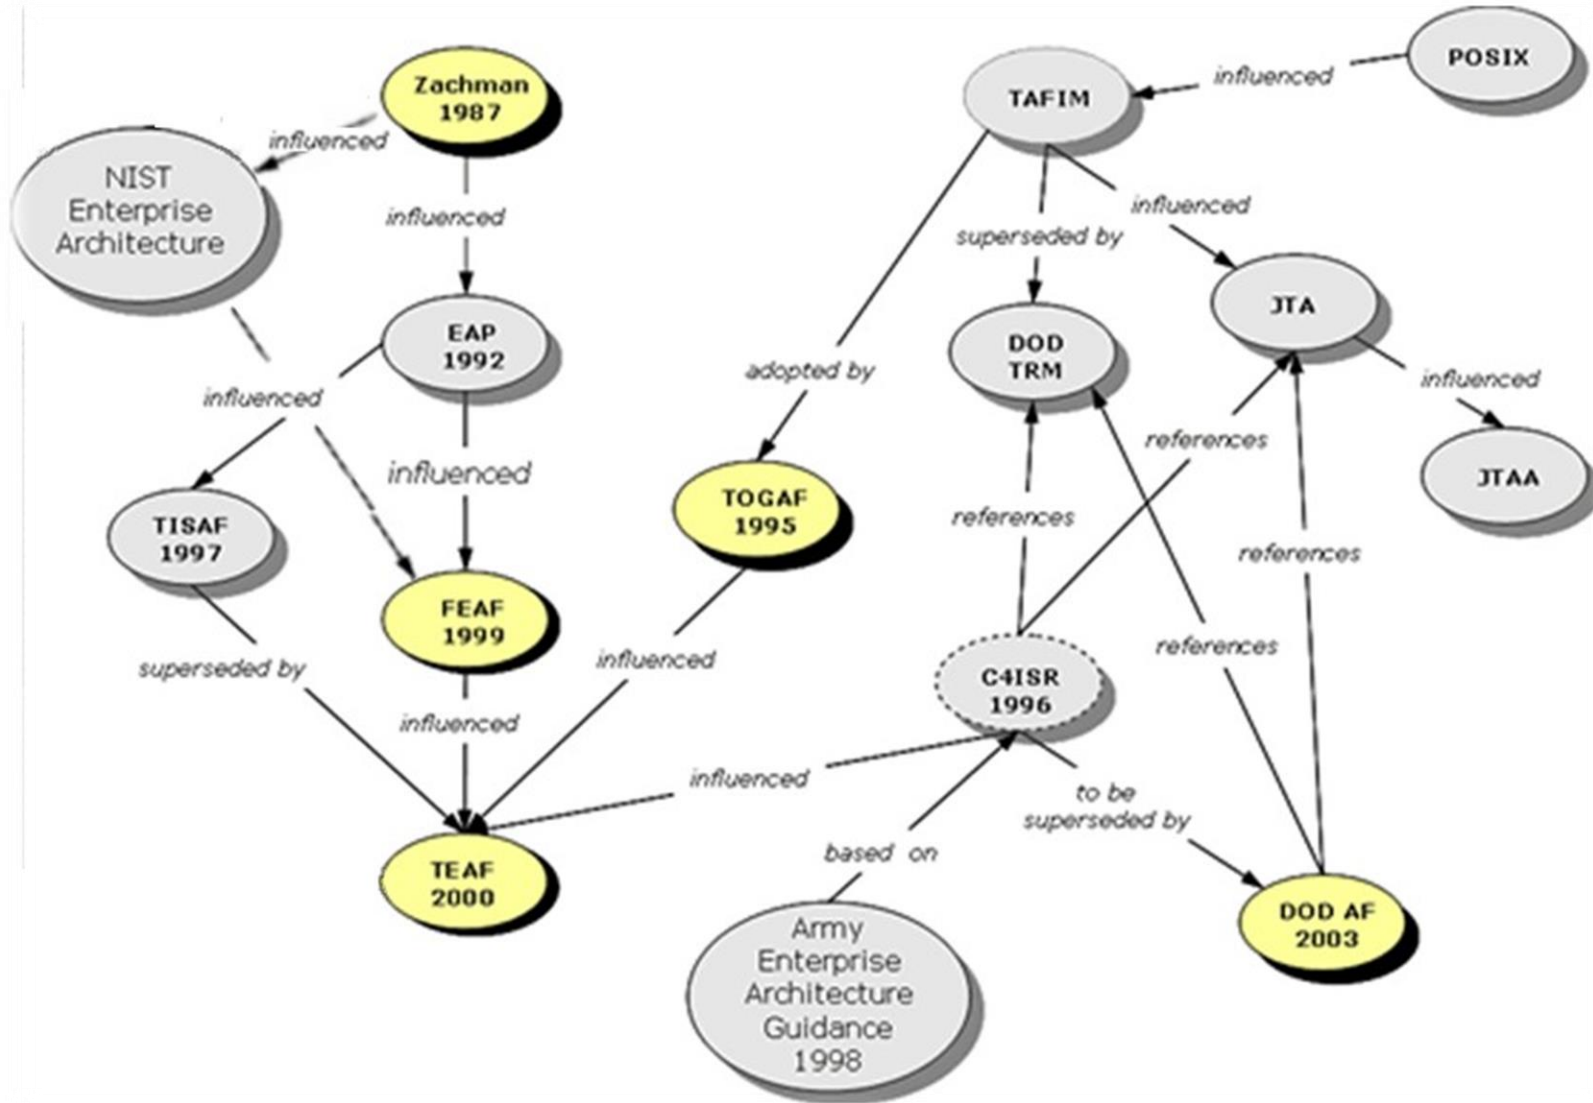 Zachman
1987
POSIX
influenced
TAFIM
influenced
NIST
Enterprise
Architecture
influenced
influenced
superseded by
JTA
EAP
1992
DOD
TRM
adopted by
influenced
influenced
references
JTAA
influenced
TOGAF
1995
references
TISAF
1997
references
FEAF
1999
superseded by
influenced
references
C4ISR
1996
influenced
influenced
to be
superseded by
based on
TEAF
2000
DOD AF
2003
Army
Enterprise
Architecture
Guidance
1998